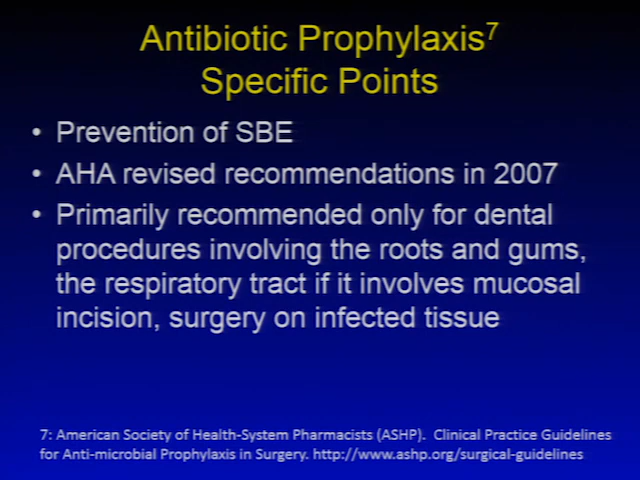 Antibiotic Prophylaxis7
Specific Points
• Prevention of SBE
• AHA revised recommendations in 2007
• Primarily recommended only for dental
procedures involving the roots and gums,
the respiratory tract if it involves mucosal
incision, surgery on infected tissue
7: American Society of Health-System Pharmacists (ASHP). Clinical Practice Guidelines
for Anti-microbial Prophylaxis in Surgery. http://www.ashp.org/surgical-guidelines